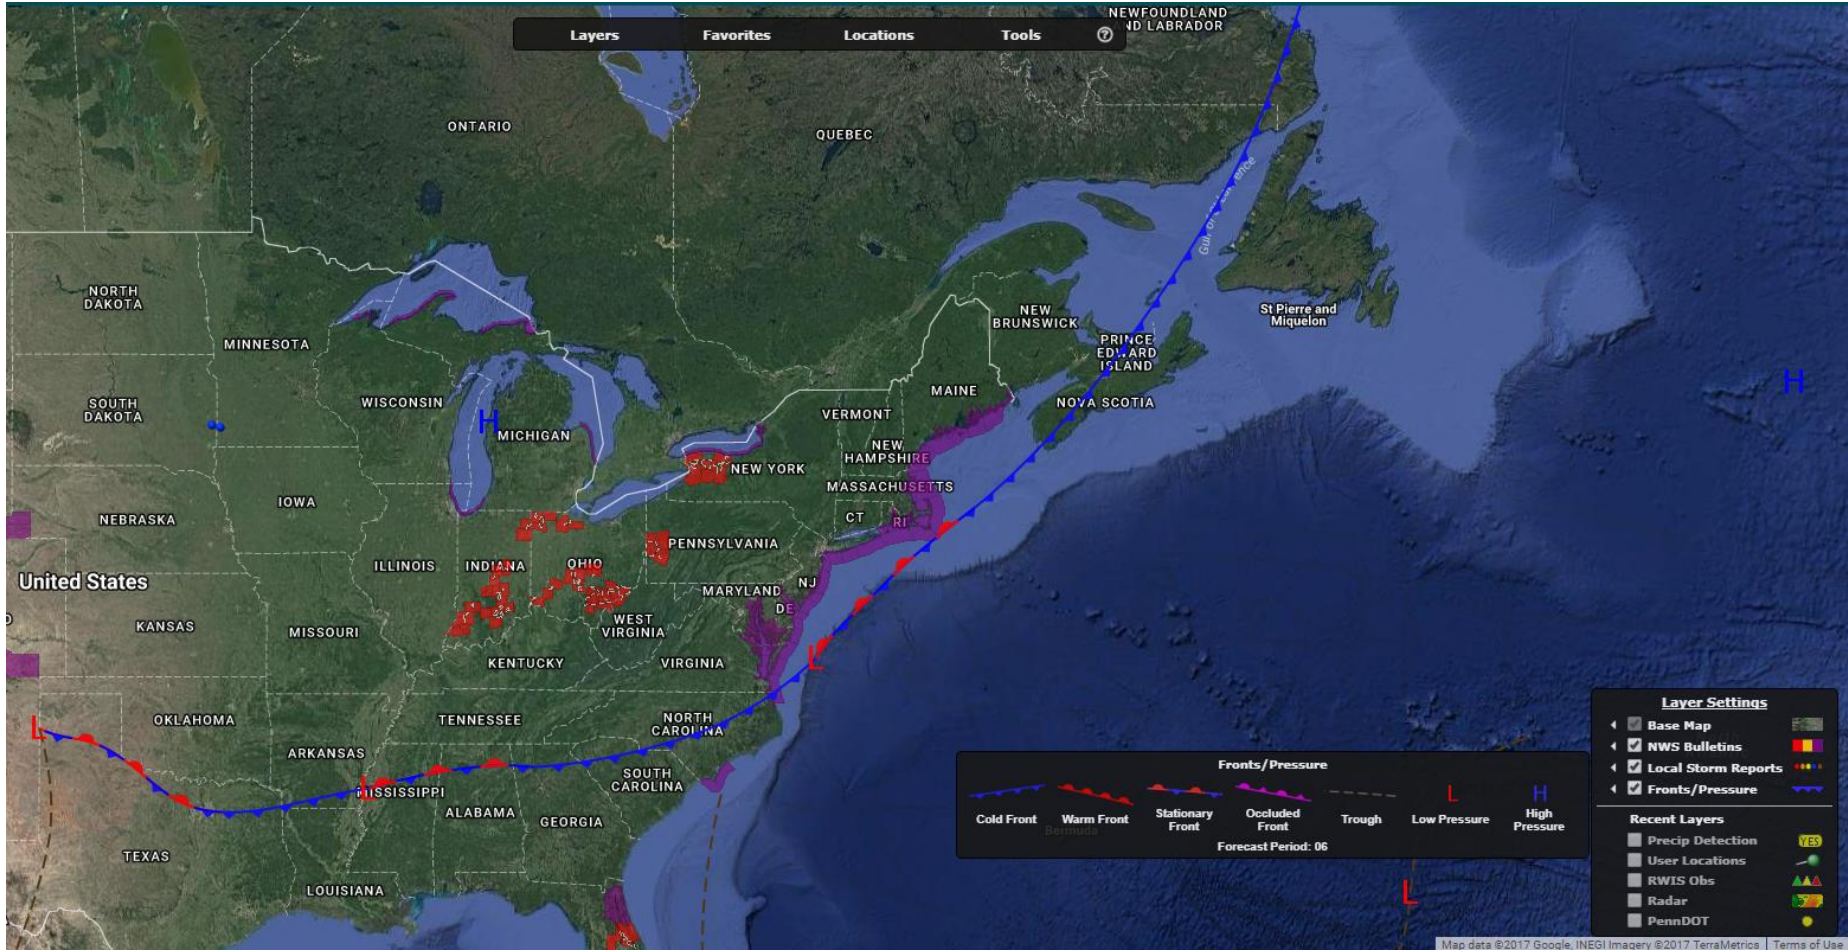 Layers Favorites Locations Tools ?
NEWFOUNDLAND
ND LABRADOR
ONTARIO
QUEBEC
Gulf of St Lawrence
NORTH
DAKOTA
MINNESOTA
NEW
BRUNSWICK
St Pierre and
Miquelon
PRINCE
EDWARD
ISLAND
SOUTH
DAKOTA
WISCONSIN
H
MICHIGAN
MAINE
VERMONT
NOVA SCOTIA
H
NEW
HAMPSHIRE
NEW YORK
MASSACHUSETTS
IOWA
NEBRASKA
CT
RI
PENNSYLVANIA
ILLINOIS
INDIANA
OHIO
United States
NJ
MARYLAND
DE
KANSAS
MISSOURI
WEST
VIRGINIA
KENTUCKY
VIRGINIA
L
L
OKLAHOMA
TENNESSEE
NORTH
CAROLINA
ARKANSAS
L
MISSISSIPPI
SOUTH
CAROLINA
ALABAMA
GEORGIA
TEXAS
LOUISIANA
L
Fronts/Pressure
L
H
Cold Front
Warm Front
Stationary
Front
Occluded
Front
Trough
Low Pressure
High
Pressure
Bermuda
Forecast Period: 06
Layer Settings
Base Map
NWS Bulletins
Local Storm Reports
Fronts/Pressure
Recent Layers
Precip Detection YES
User Locations
RWIS Obs
Radar
PennDOT
Map data ©2017 Google, INEGI Imagery ©2017 TerraMetrics Terms of Use